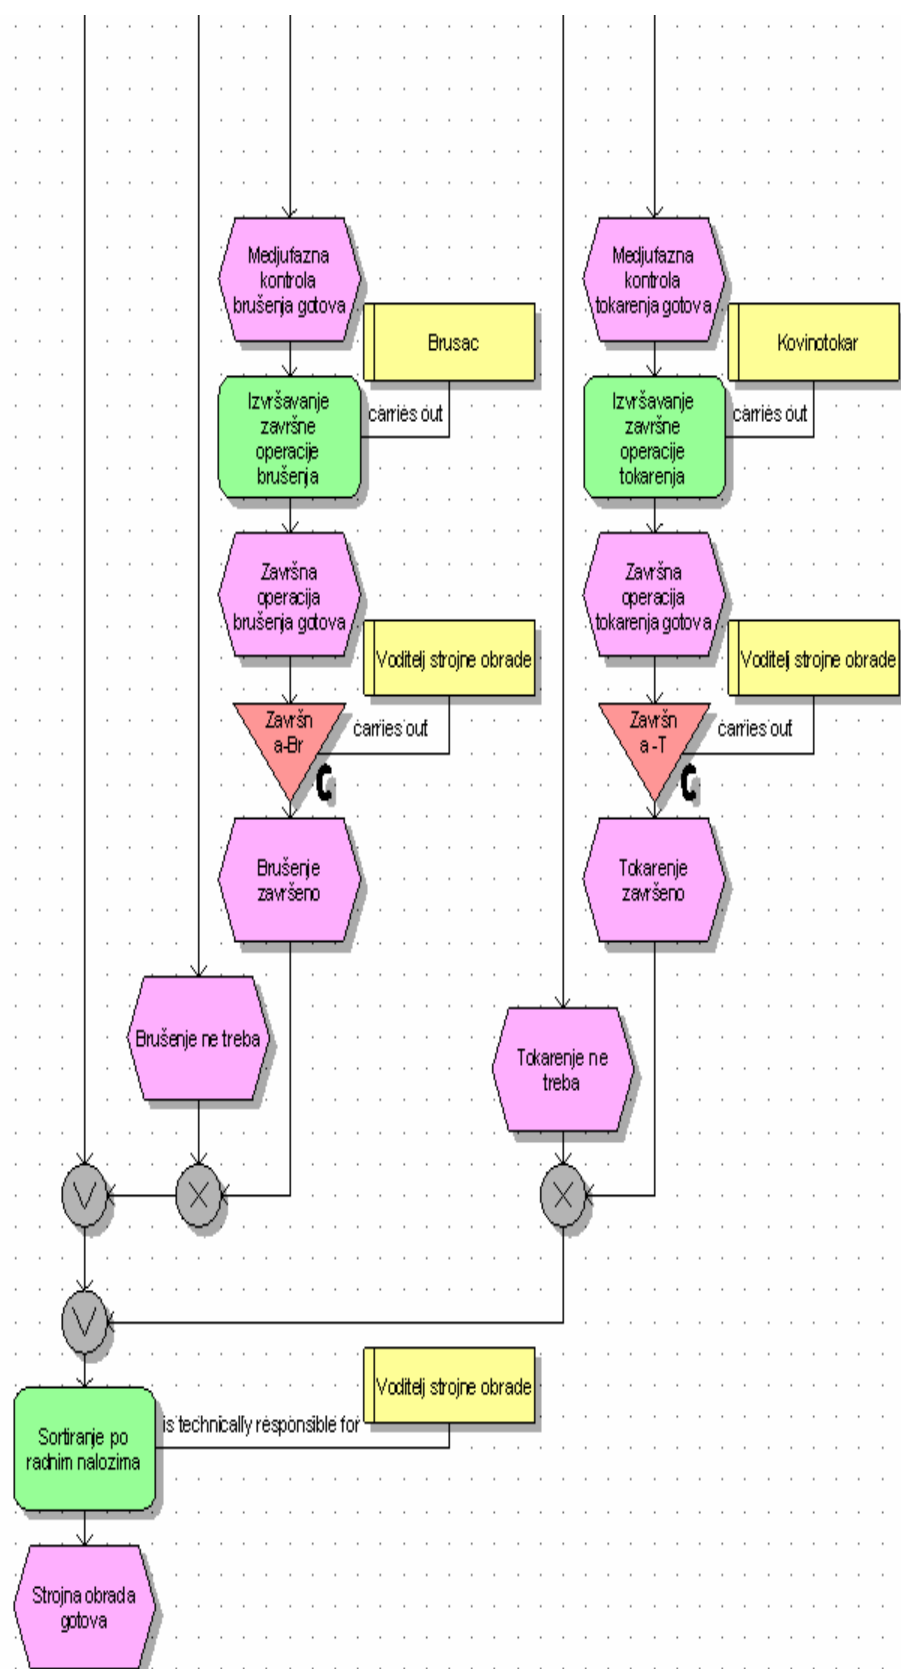 Medjufazna
kontrola
brušenja gotova
Medjufazna
kontrola
tokarenja gotova
Brusac
Kovinotokar
Izvršavanje
završne
operacije
brušenja
carries out
Izvršavanje
završne
operacije
tokarenja
carries out
Završna
operacija
brušenja gotova
Završna
operacija
tokarenja gotova
Voditelj strojne obrade
Voditelj strojne obrade
Završn
a-Br
carries out
Završn
a -T
carries out
C
C
Brušenje
završeno
Tokarenje
završeno
Brušenje ne treba
Tokarenje ne
treba
V
X
X
V
Voditelj strojne obrade
is technically responsible for
Sortiranje po
radnim nalozima
Strojna obrada
gotova